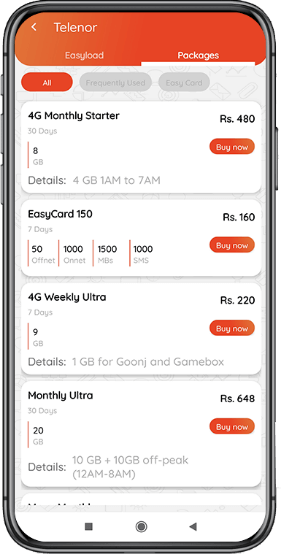 Telenor
Easyload Packages
All Frequently Used Easy Card
4G Monthly Starter Rs. 480
30 Days
Buy now
8
GB
Details: 4 GB 1AM to 7AM
EasyCard 150 Rs. 160
7 Days
Buy now
50 1000 1500 1000
Offnet Onnet MBs SMS
4G Weekly Ultra Rs. 220
7 Days
Buy now
9
GB
Details: 1 GB for Goonj and Gamebox
Monthly Ultra Rs. 648
30 Days
Buy now
20
GB
Details: 10 GB + 10GB off-peak
(12AM-8AM)